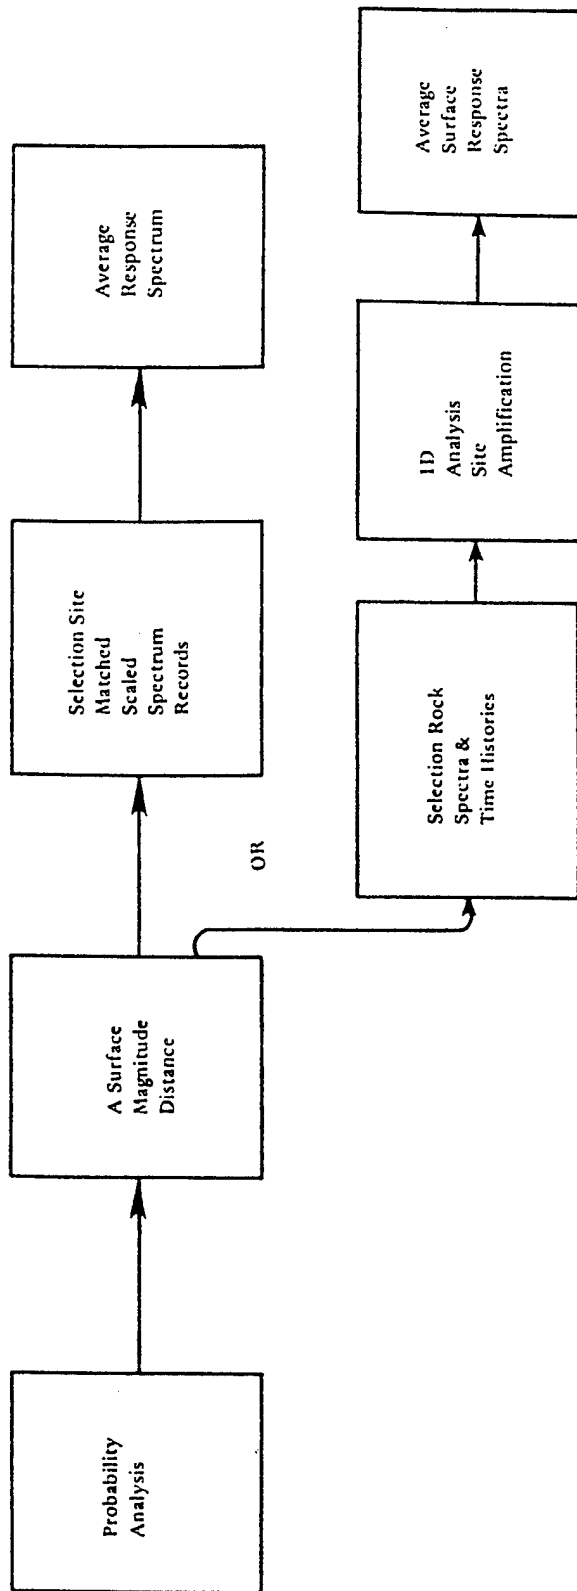 Probability
Analysis
A Surface
Magnitude
Distance
Selection Site
Matched
Scaled
Spectrum
Records
Average
Response
Spectrum
OR
Selection Rock
Spectra &
Time Histories
1D
Analysis
Site
Amplification
Average
Surface
Response
Spectra